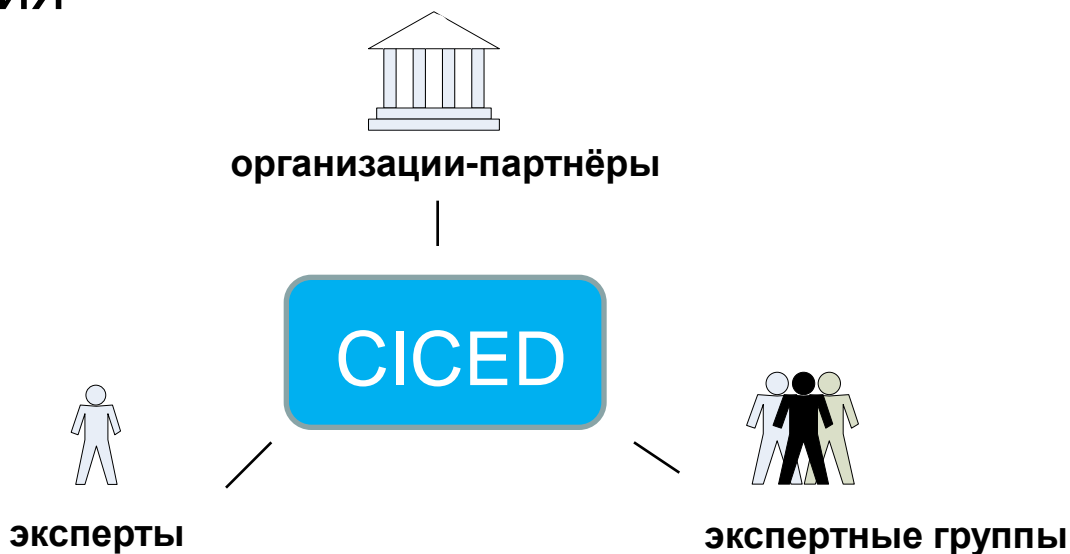 организации-партнёры
CICED
эксперты
экспертные группы